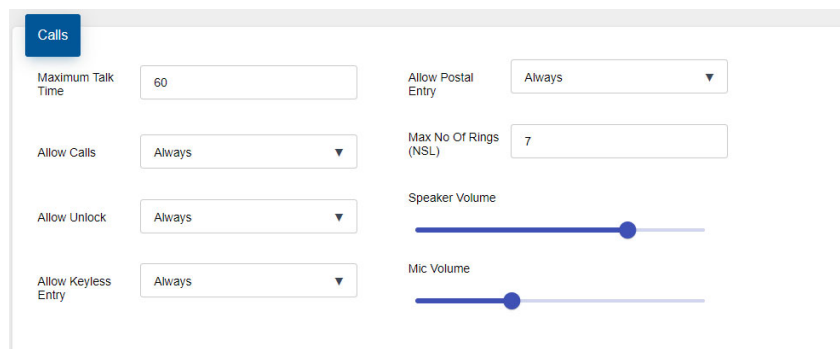 Calls
Maximum Talk
Time
60
Allow Postal
Entry
Always
Allow Calls
Always
Max No Of Rings
(NSL)
7
Allow Unlock
Always
Speaker Volume
Allow Keyless
Entry
Always
Mic Volume